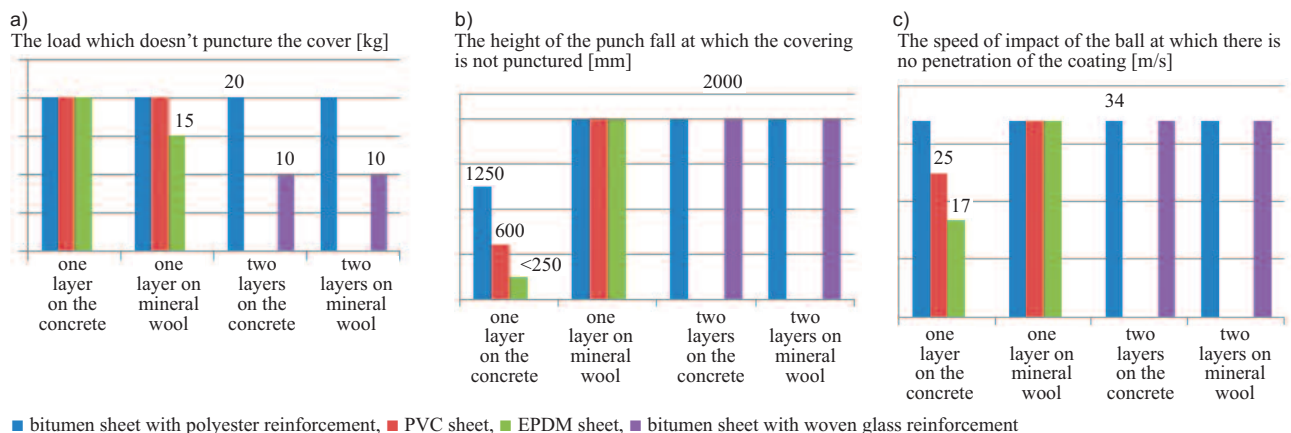 a)
The load which doesn't puncture the cover [kg]
20
15
10
10
one
layer
on the
concrete
one
layer on
mineral
wool
two
layers
on the
concrete
two
layers on
mineral
wool
b)
The height of the punch fall at which the covering
is not punctured [mm]
2000
1250
600
<250
one
layer
on the
concrete
one
layer on
mineral
wool
two
layers
on the
concrete
two
layers on
mineral
wool
c)
The speed of impact of the ball at which there is
no penetration of the coating [m/s]
34
25
17
one
layer
on the
concrete
one
layer on
mineral
wool
two
layers
on the
concrete
two
layers on
mineral
wool
bitumen sheet with polyester reinforcement, PVC sheet, EPDM sheet, bitumen sheet with woven glass reinforcement